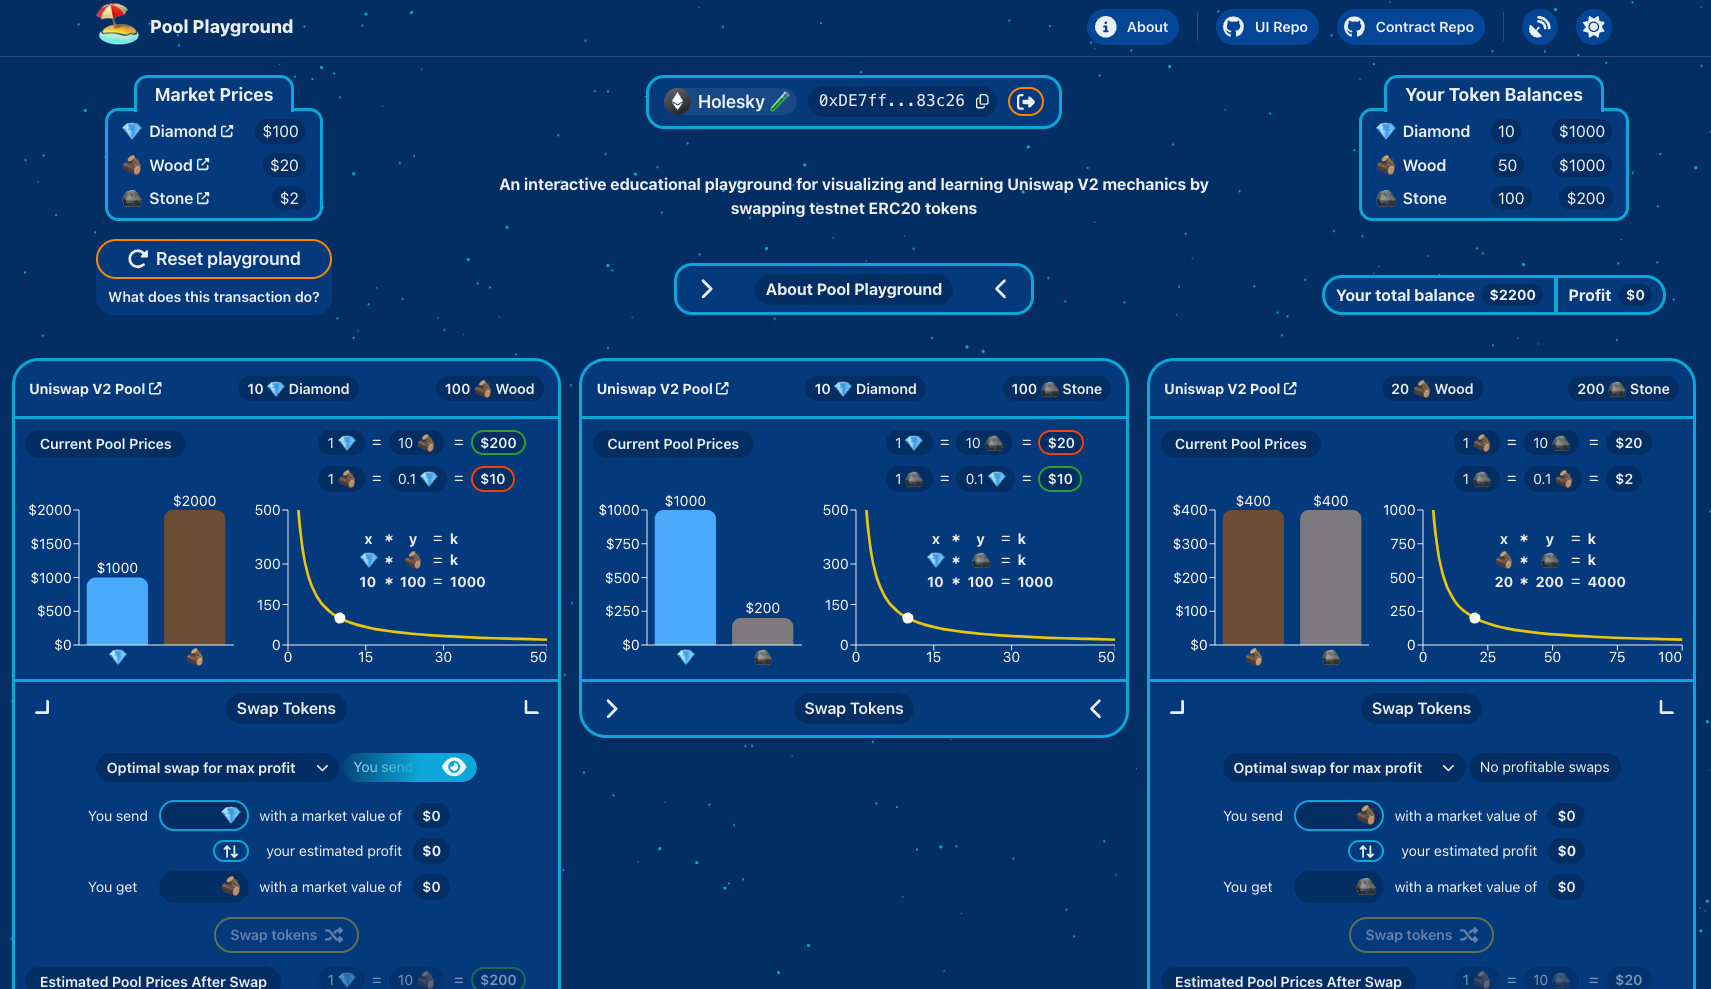 Pool Playground
About
UI Repo
Contract Repo
Market Prices
Diamond $100
Wood $20
Stone $2
Reset playground
What does this transaction do?
Holesky
0xDE7ff...83c26
An interactive educational playground for visualizing and learning Uniswap V2 mechanics by
swapping testnet ERC20 tokens
About Pool Playground
Your Token Balances
Diamond 10 $1000
Wood 50 $1000
Stone 100 $200
Your total balance $2200 Profit $0
Uniswap V2 Pool 10 Diamond 100 Wood
Current Pool Prices
1 = 10 = $200
1 = 0.1 = $10
$2000
$1500
$1000
$500
$0
$1000
$2000
500
300
150
0
0 15 30 50
x * y = k
* = k
10 * 100 = 1000
Swap Tokens
Optimal swap for max profit
You send
You send with a market value of $0
your estimated profit $0
You get with a market value of $0
Swap tokens
Estimated Pool Prices After Swap
1 = 10 = $200
Uniswap V2 Pool 10 Diamond 100 Stone
Current Pool Prices
1 = 10 = $20
1 = 0.1 = $10
$1000
$750
$500
$250
$0
$1000
$200
500
300
150
0
0 15 30 50
x * y = k
* = k
10 * 100 = 1000
Swap Tokens
Uniswap V2 Pool 20 Wood 200 Stone
Current Pool Prices
1 = 10 = $20
1 = 0.1 = $2
$400
$300
$200
$100
$0
$400
$400
1000
750
500
250
0
0 25 50 75 100
x * y = k
* = k
20 * 200 = 4000
Swap Tokens
Optimal swap for max profit
No profitable swaps
You send with a market value of $0
your estimated profit $0
You get with a market value of $0
Swap tokens
Estimated Pool Prices After Swap
1 = 10 = $20